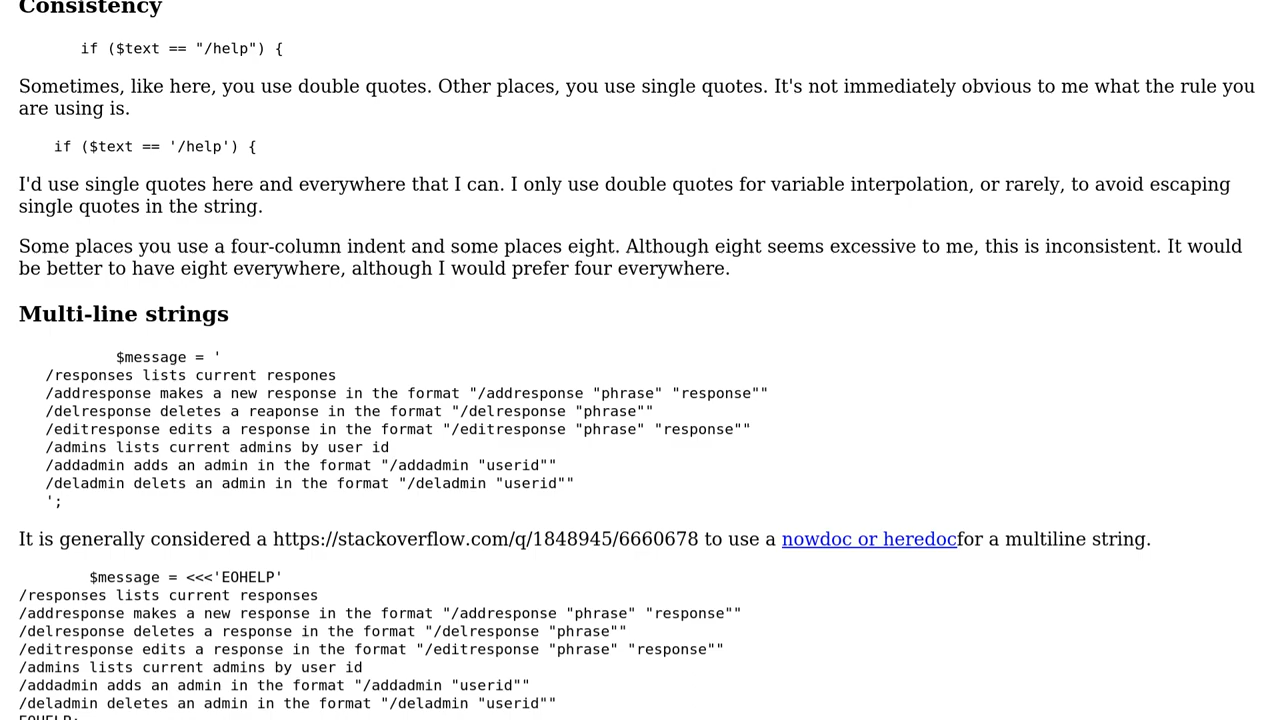 Consistency
if ($text == "/help") {
Sometimes, like here, you use double quotes. Other places, you use single quotes. It's not immediately obvious to me what the rule you
are using is.
if ($text == '/help') {
I'd use single quotes here and everywhere that I can. I only use double quotes for variable interpolation, or rarely, to avoid escaping
single quotes in the string.
Some places you use a four-column indent and some places eight. Although eight seems excessive to me, this is inconsistent. It would
be better to have eight everywhere, although I would prefer four everywhere.
Multi-line strings
$message = '
/responses lists current respones
/addresponse makes a new response in the format "/addresponse "phrase" "response""
/delresponse deletes a reaponse in the format "/delresponse "phrase""
/editresponse edits a response in the format "/editresponse "phrase" "response""
/admins lists current admins by user id
/addadmin adds an admin in the format "/addadmin "userid""
/deladmin delets an admin in the format "/deladmin "userid""
';
It is generally considered a https://stackoverflow.com/q/1848945/6660678 to use a nowdoc or heredocfor a multiline string.
$message = <<<'EOHELP'
/responses lists current responses
/addresponse makes a new response in the format "/addresponse "phrase" "response""
/delresponse deletes a response in the format "/delresponse "phrase""
/editresponse edits a response in the format "/editresponse "phrase" "response""
/admins lists current admins by user id
/addadmin adds an admin in the format "/addadmin "userid""
/deladmin deletes an admin in the format "/deladmin "userid""
EOHELP;